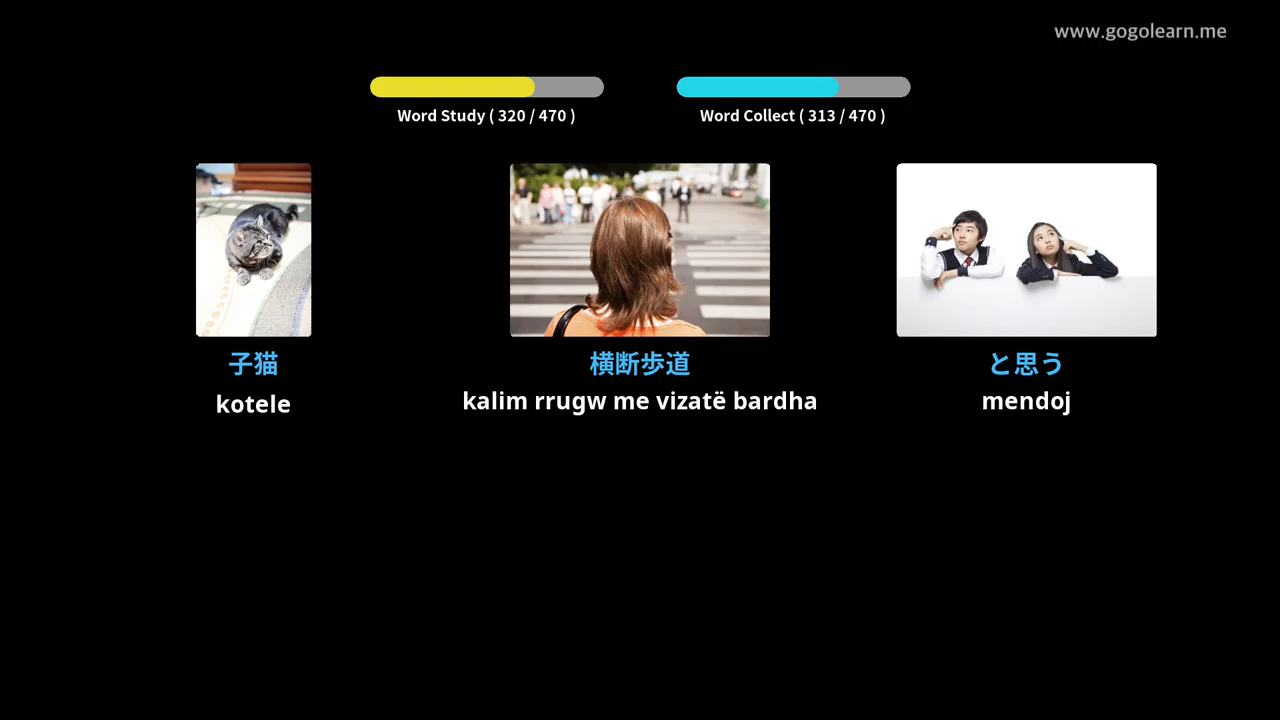 www.gogolearn.me
Word Study ( 320 / 470 )
Word Collect ( 313 / 470 )
子猫
kotele
横断歩道
kalim rrugw me vizatë bardha
と思う
mendoj